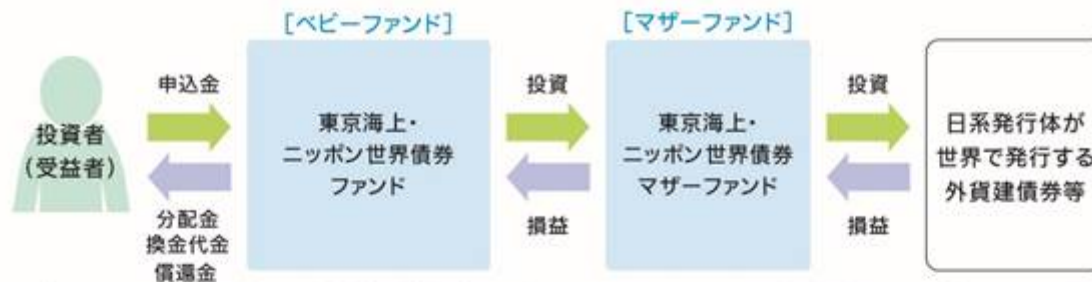 [ベビーファンド]
[マザーファンド]
投資者
(受益者)
申込金
分配金
換金代金
償還金
東京海上・
ニッポン世界債券
ファンド
投資
損益
東京海上・
ニッポン世界債券
マザーファンド
投資
損益
日系発行体が
世界で発行する
外貨建債券等